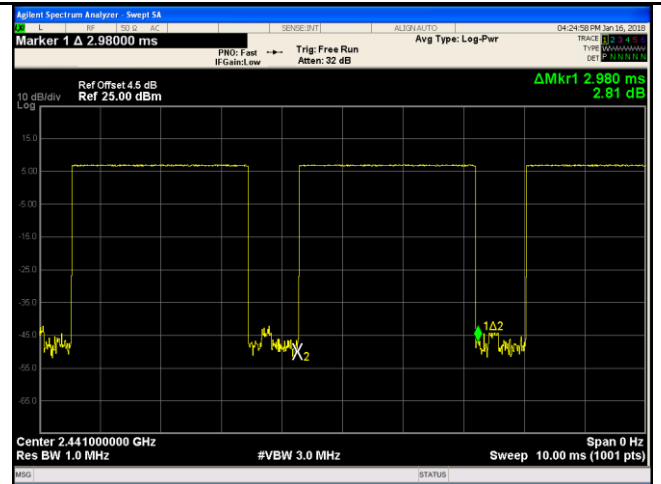 Agilent Spectrum Analyzer - Swept SA
L RF 50 Ω AC SENSE:INT ALIGN AUTO 04:24:58 PM Jan 16, 2018
Marker 1 Δ 2.98000 ms
PNO: Fast
IFGain:Low
Trig: Free Run
Atten: 32 dB
Avg Type: Log-Pwr
TRACE 1 2 3 4 5 6
TYPE W
DET P N N N N N
Ref Offset 4.5 dB
10 dB/div Ref 25.00 dBm
Log
ΔMkr1 2.980 ms
2.81 dB
15.0
5.00
-5.00
-15.0
-25.0
-35.0
-45.0
-55.0
-65.0
1Δ2
X2
Center 2.441000000 GHz Span 0 Hz
Res BW 1.0 MHz #VBW 3.0 MHz Sweep 10.00 ms (1001 pts)
MSG STATUS